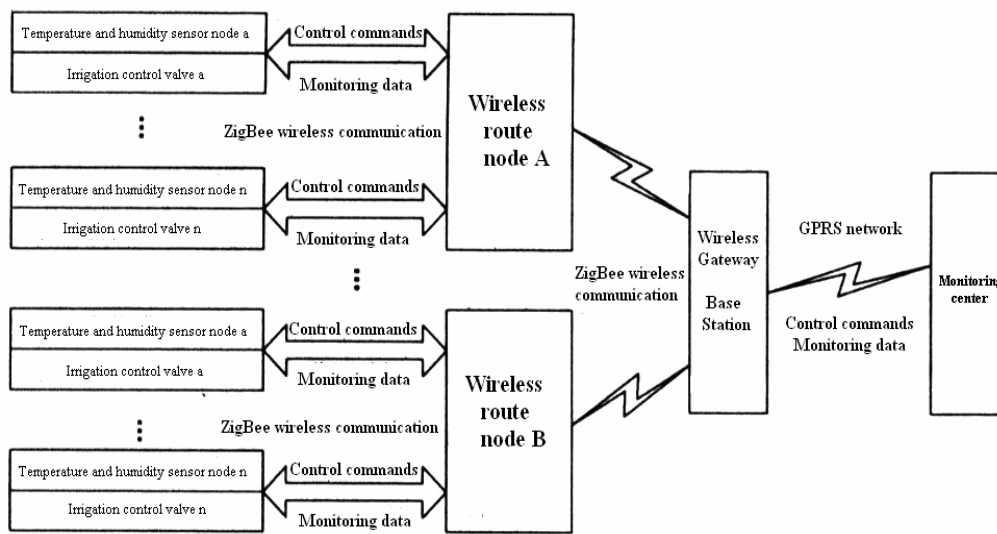 Temperature and humidity sensor node a
Irrigation control valve a
Control commands
Monitoring data
ZigBee wireless communication
Temperature and humidity sensor node n
Irrigation control valve n
Control commands
Monitoring data
Wireless
route
node A
Temperature and humidity sensor node a
Irrigation control valve a
Control commands
Monitoring data
ZigBee wireless communication
Temperature and humidity sensor node n
Irrigation control valve n
Control commands
Monitoring data
Wireless
route
node B
ZigBee wireless
communication
Wireless
Gateway
Base
Station
GPRS network
Control commands
Monitoring data
Monitoring
center